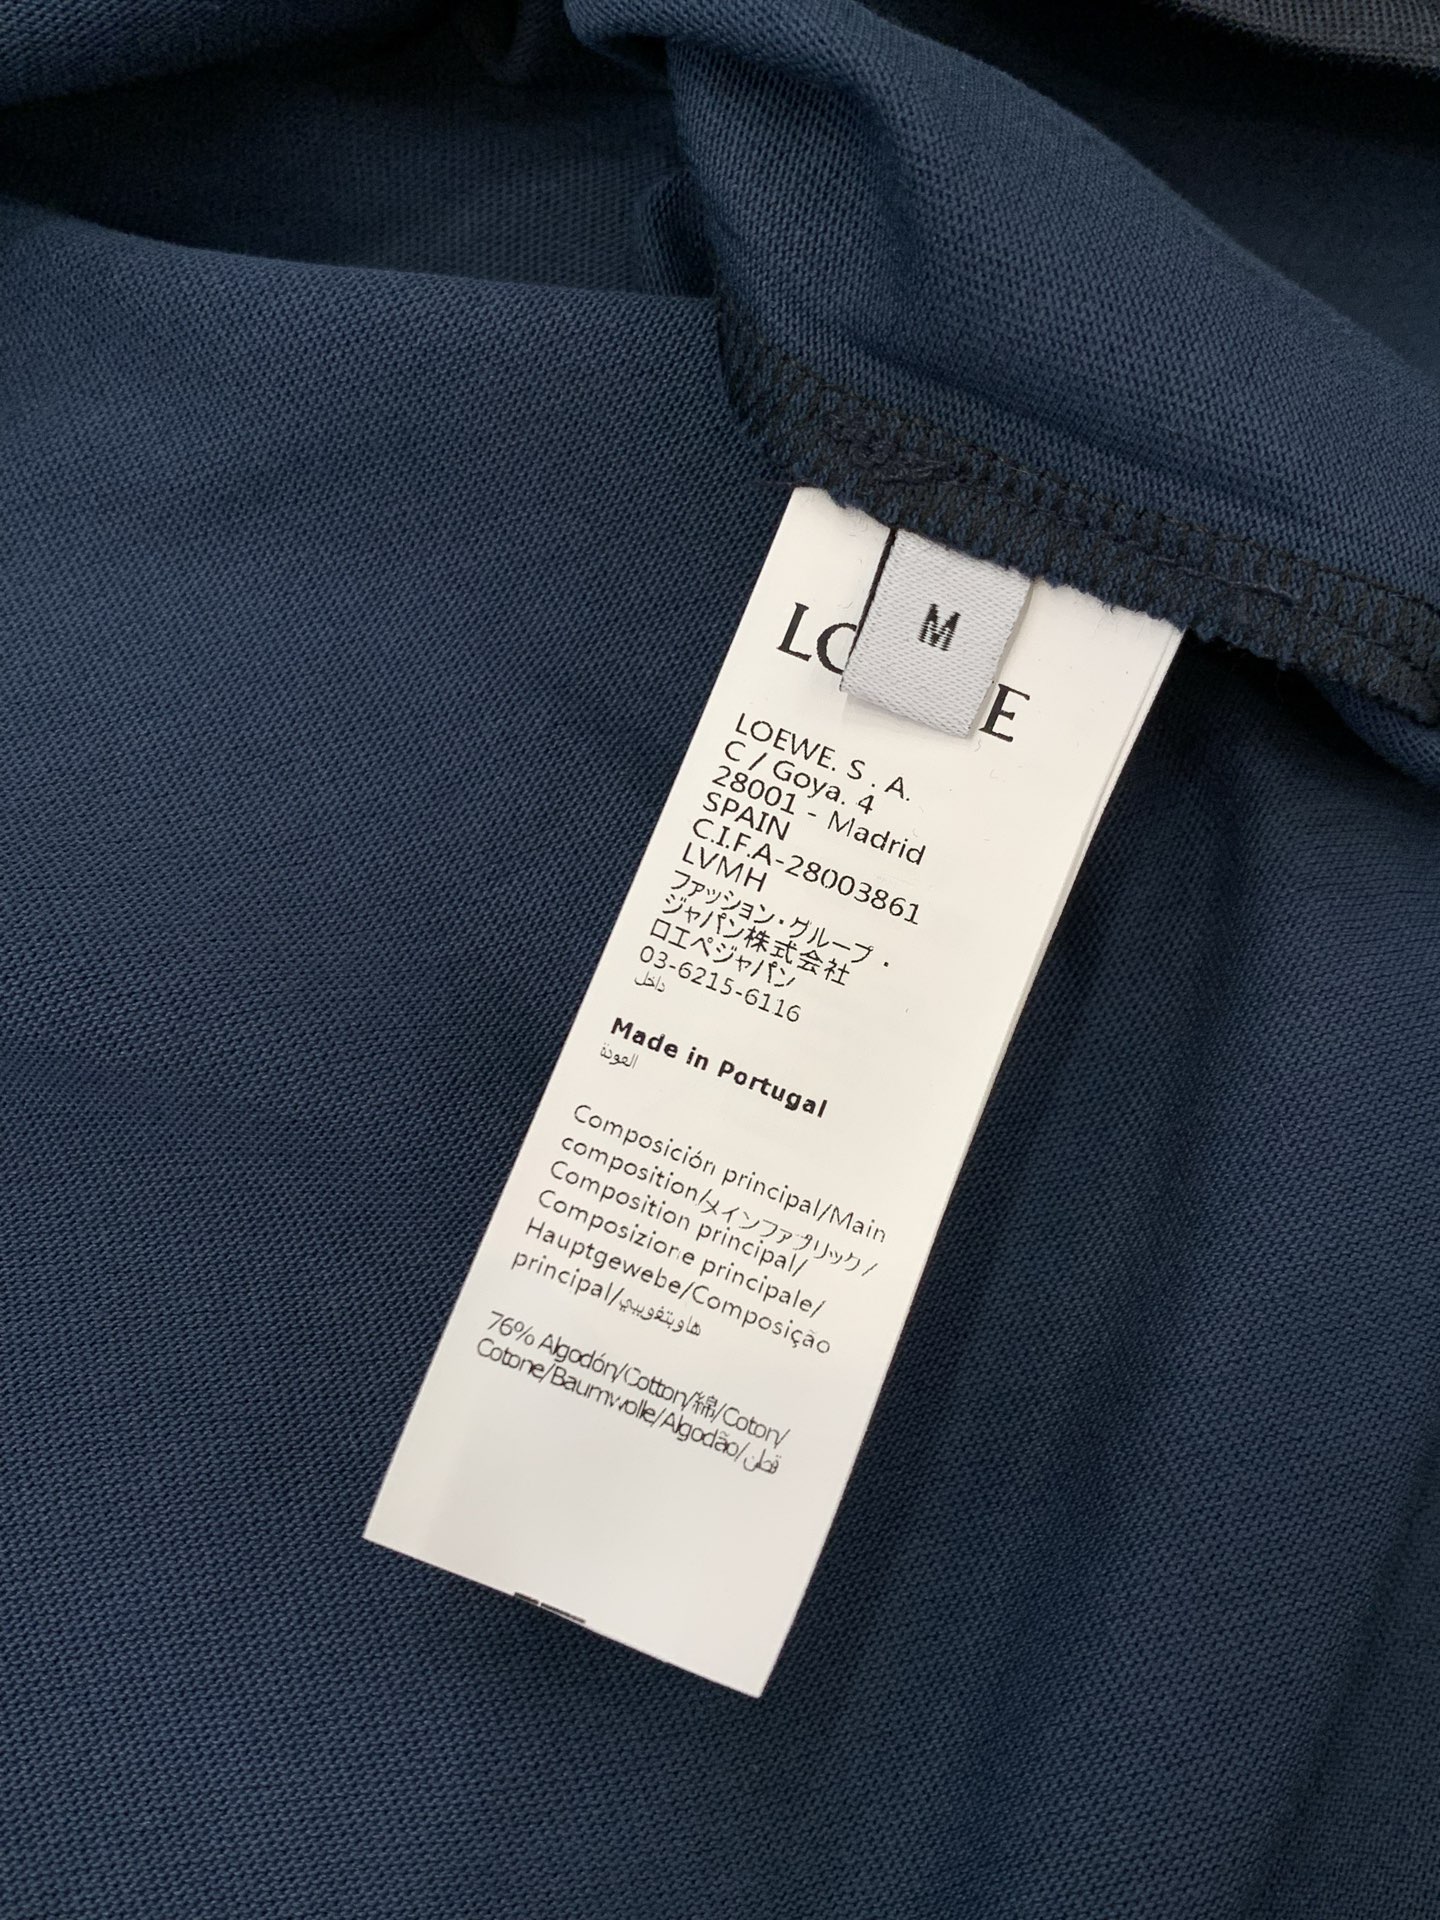 M
LOEWE. S . A.
C / Goya. 4
28001 - Madrid
SPAIN
C.I.F.A-28003861
LVMH
ファッション・グループ・
ジャパン株式会社
ロエベジャパン
03-6215-6116
داخل
Made in Portugal
العودة
Composición principal/Main
composition/メインファブリック/
Composition principal/
Composizione principale/
Hauptgewebe/Composição
principal/
76% Algodón/Cotton/綿/Coton/
Cotone/Baumwolle/Algodão/قطن